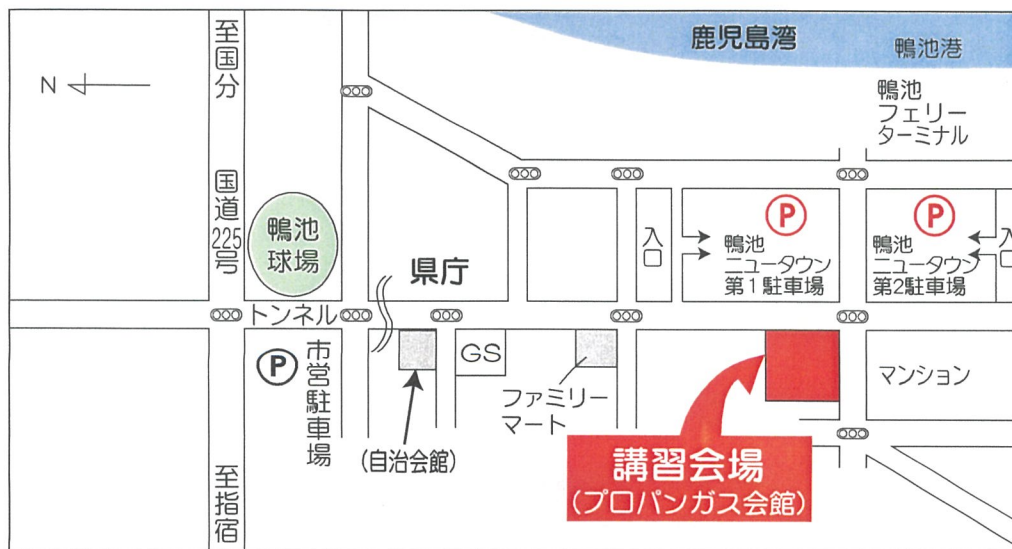 至国分
国道225号
至指宿
N
鹿児島湾
鴨池港
鴨池
フェリー
ターミナル
鴨池
球場
県庁
入口
P
鴨池
ニュータウン
第1駐車場
P
鴨池
ニュータウン
第2駐車場
入口
トンネル
P
市営駐車場
(自治会館)
GS
ファミリー
マート
マンション
講習会場
(プロパンガス会館)